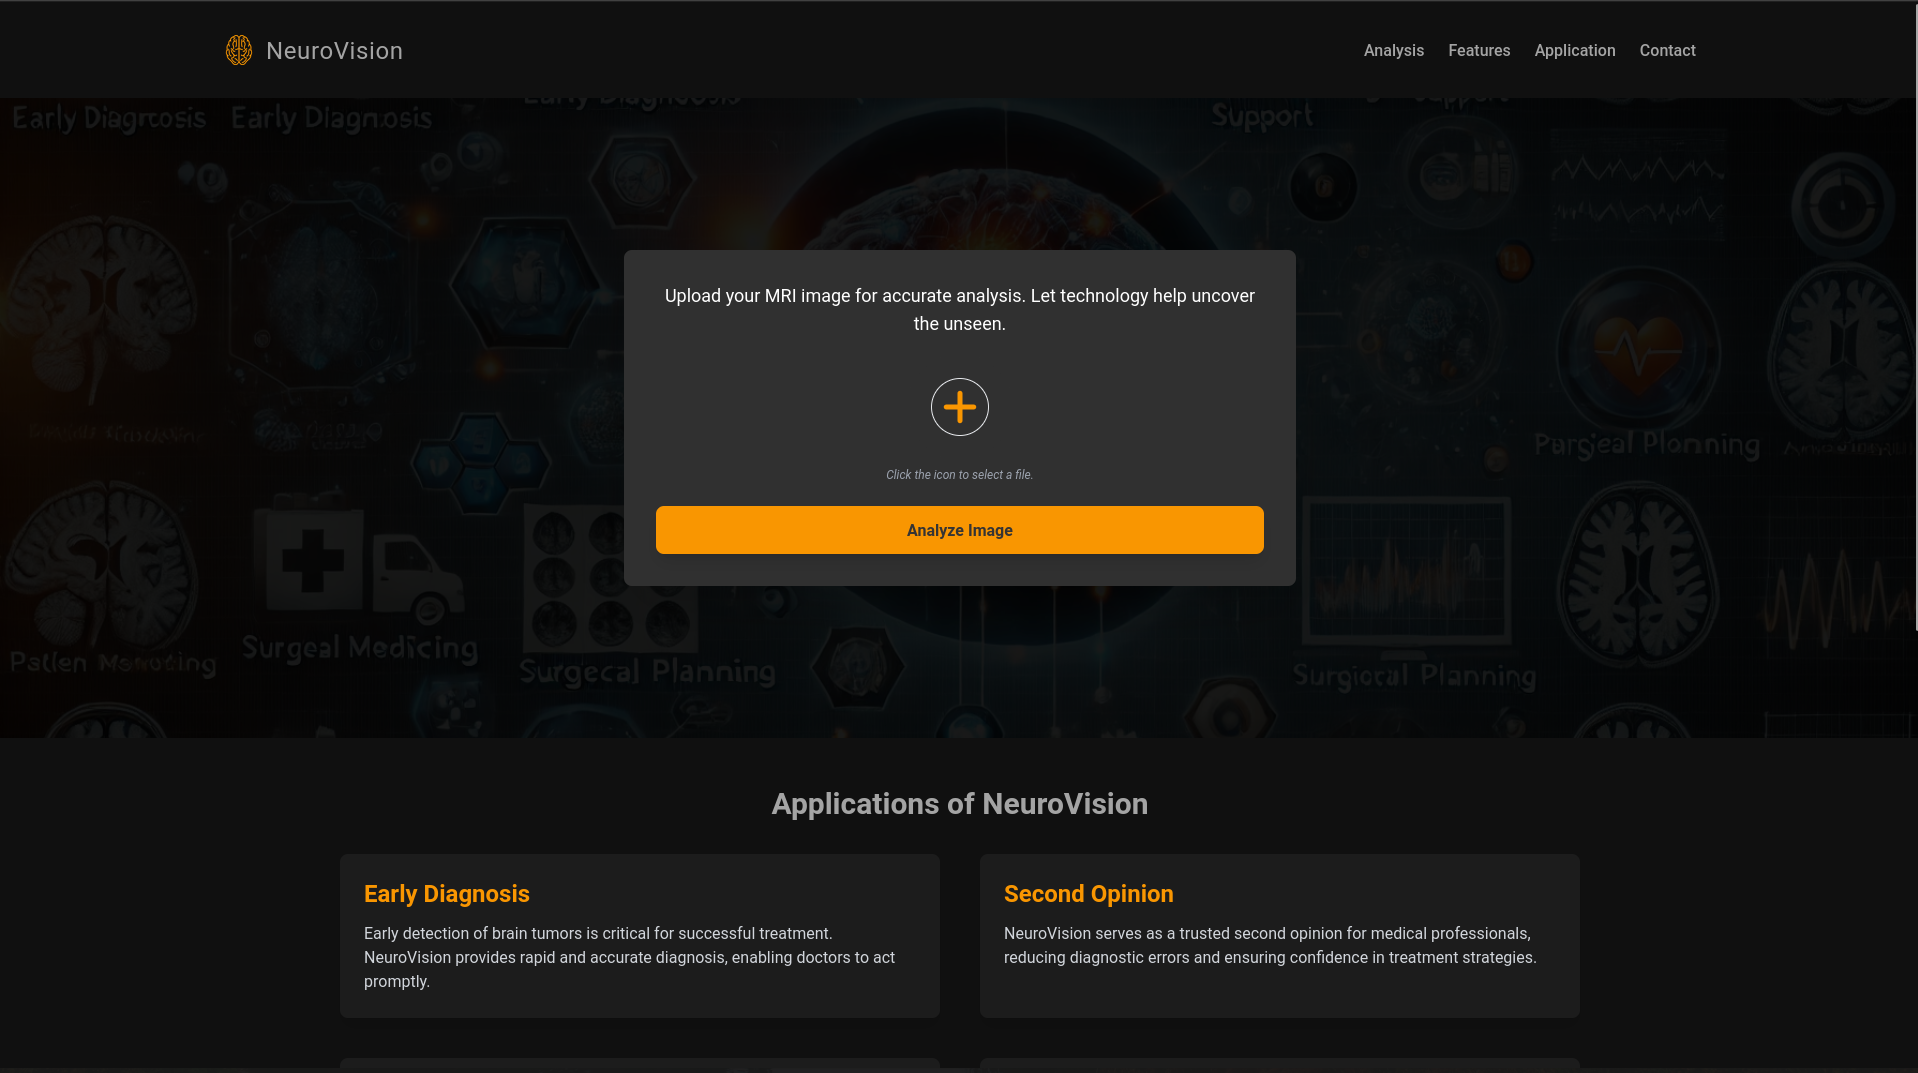 NeuroVision
Analysis Features Application Contact
Early Diagnosis
Early Diagrcosis Early Diagnosis
Support
Support
Upload your MRI image for accurate analysis. Let technology help uncover
the unseen.
Click the icon to select a file.
Analyze Image
Purcjeal Plonning
Surgeal Medicing
Patlen
Surgecal Planning
Surgioral Planning
Applications of NeuroVision
Early Diagnosis
Early detection of brain tumors is critical for successful treatment.
NeuroVision provides rapid and accurate diagnosis, enabling doctors to act
promptly.
Second Opinion
NeuroVision serves as a trusted second opinion for medical professionals,
reducing diagnostic errors and ensuring confidence in treatment strategies.